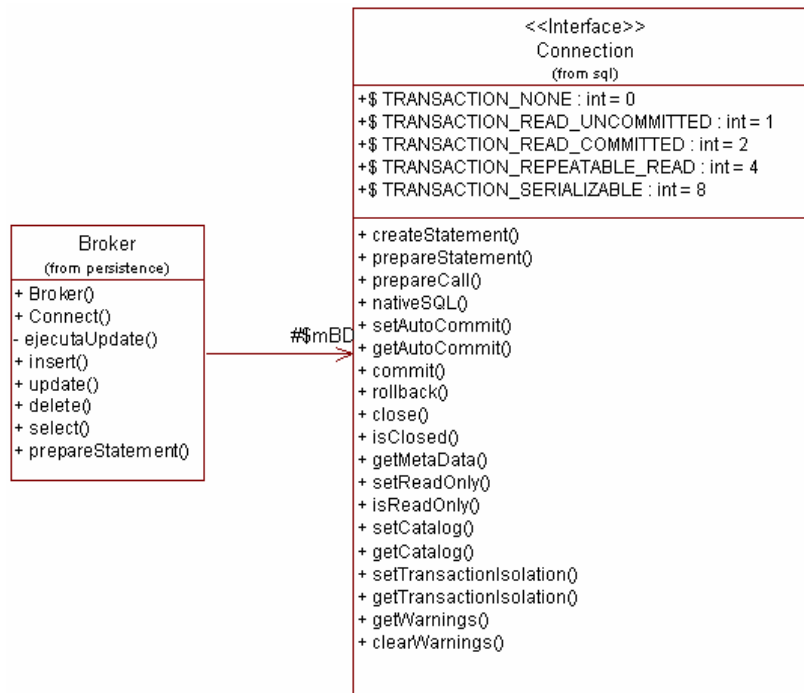 <<Interface>>
Connection
(from sql)
+$ TRANSACTION_NONE : int = 0
+$ TRANSACTION_READ_UNCOMMITTED : int = 1
+$ TRANSACTION_READ_COMMITTED : int = 2
+$ TRANSACTION_REPEATABLE_READ : int = 4
+$ TRANSACTION_SERIALIZABLE : int = 8
+ createStatement()
+ prepareStatement()
+ prepareCall()
+ nativeSQL()
+ setAutoCommit()
+ getAutoCommit()
+ commit()
+ rollback()
+ close()
+ isClosed()
+ getMetaData()
+ setReadOnly()
+ isReadOnly()
+ setCatalog()
+ getCatalog()
+ setTransactionIsolation()
+ getTransactionIsolation()
+ getWarnings()
+ clearWarnings()
Broker
(from persistence)
+ Broker()
+ Connect()
- ejecutaUpdate()
+ insert()
+ update()
+ delete()
+ select()
+ prepareStatement()
#$mBD